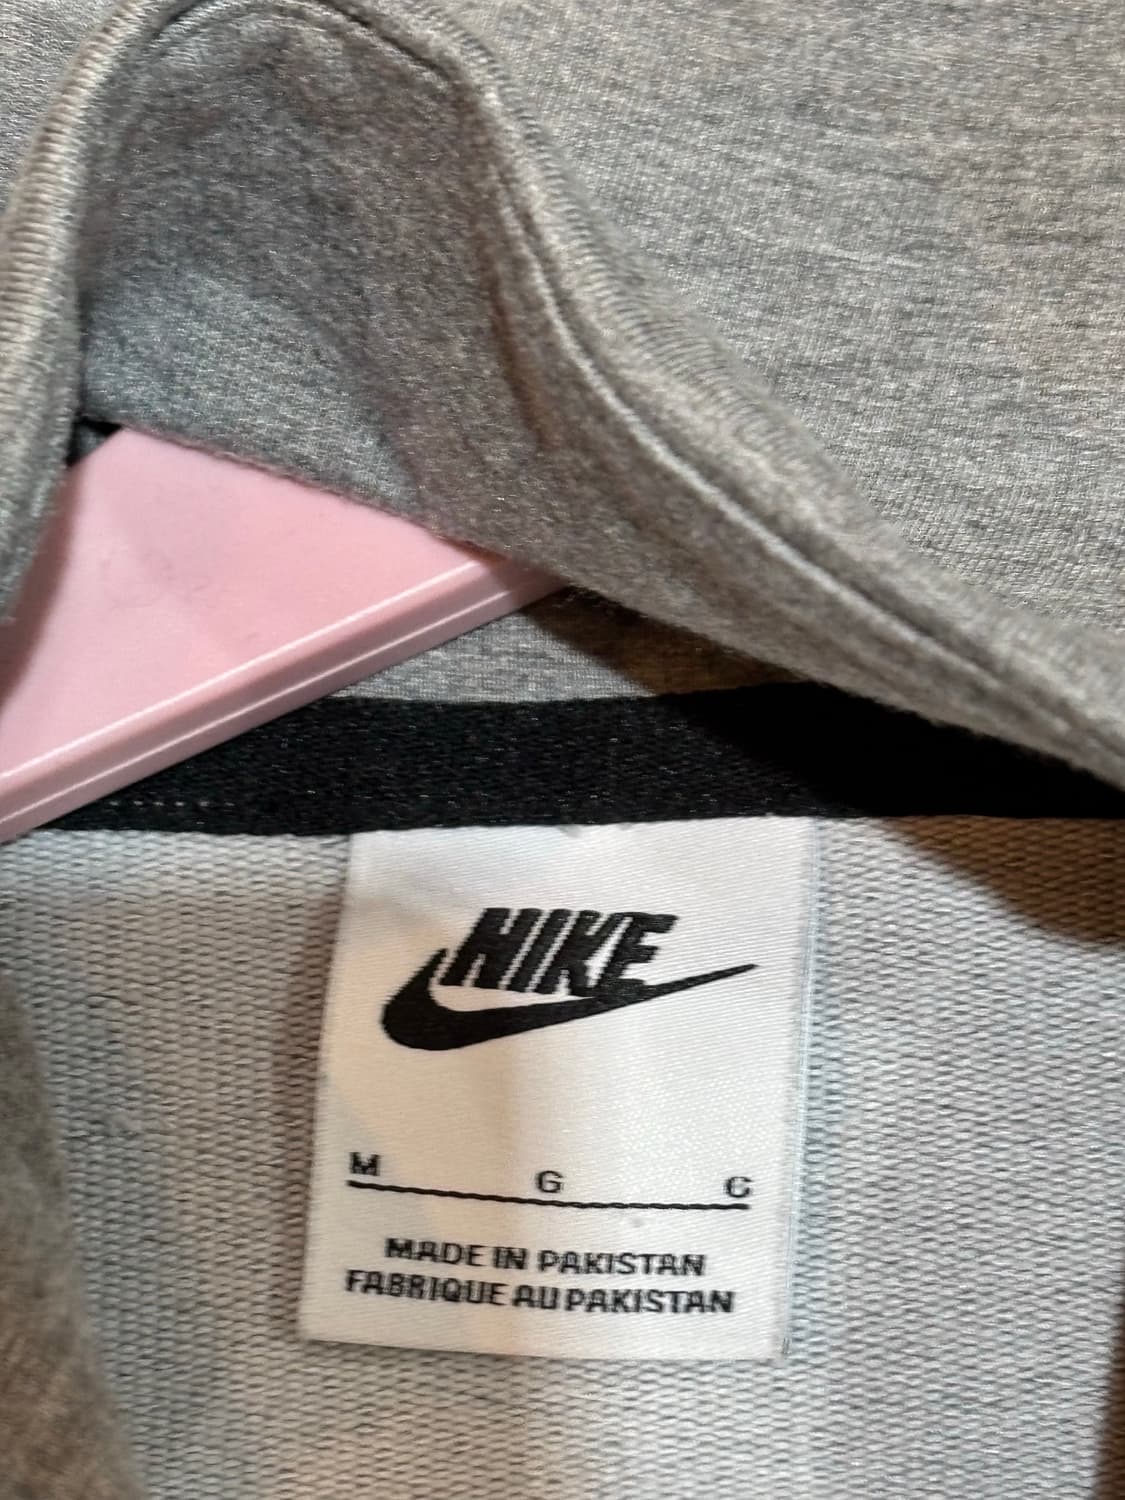 NIKE
M G C
MADE IN PAKISTAN
FABRIQUE AU PAKISTAN